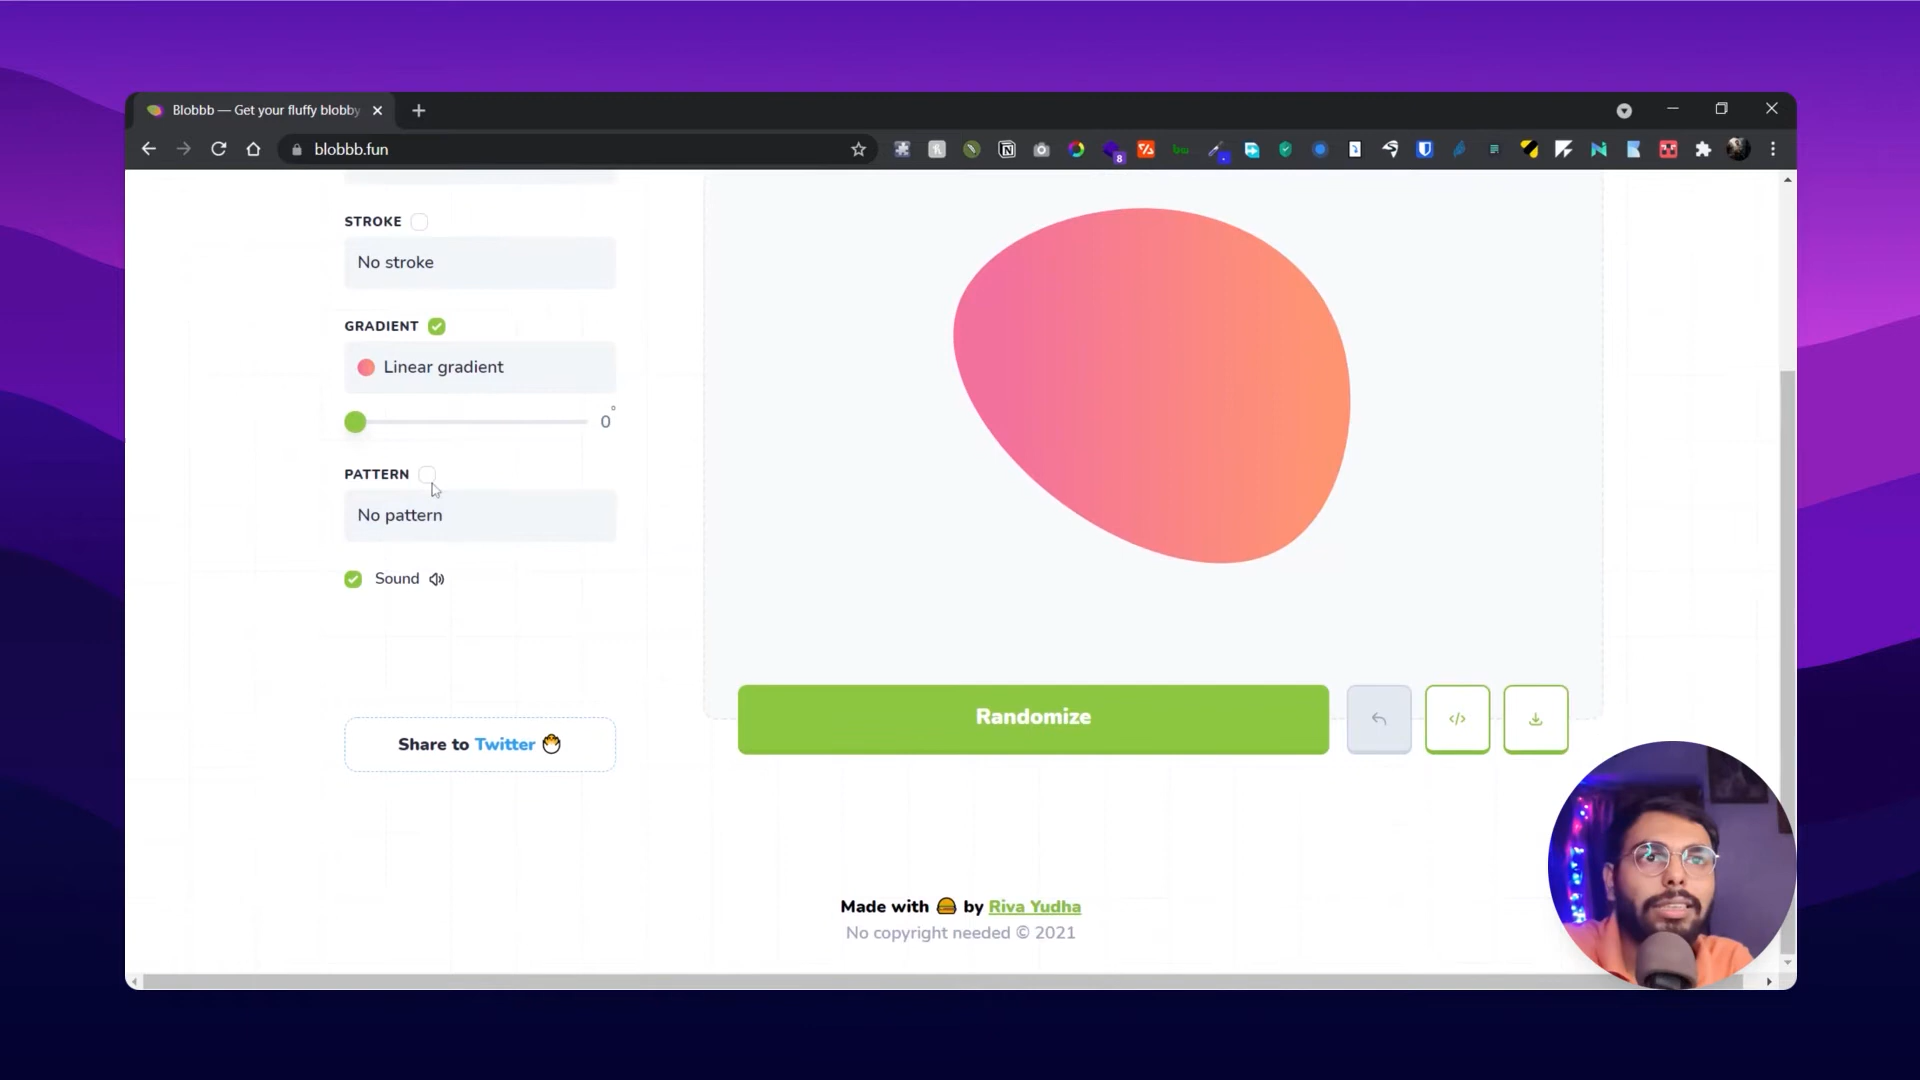 Blobbb — Get your fluffy blobby
blobbb.fun
8
STROKE
No stroke
GRADIENT
Linear gradient
0°
PATTERN
No pattern
Sound
Randomize
</>
Share to Twitter
Made with by Riva Yudha
No copyright needed © 2021